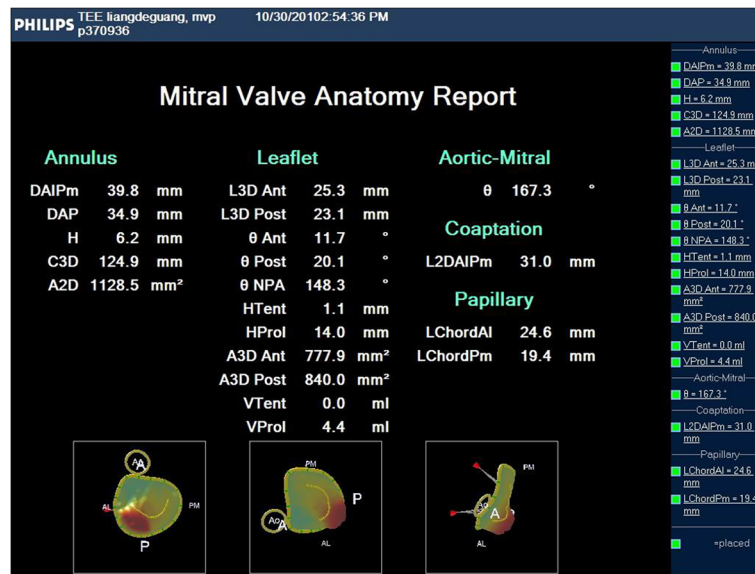 PHILIPS TEE liangdeguang, mvp 10/30/20102:54:36 PM
p370936
Mitral Valve Anatomy Report
Annulus
DAlPm 39.8 mm
DAP 34.9 mm
H 6.2 mm
C3D 124.9 mm
A2D 1128.5 mm²
Leaflet
L3D Ant 25.3 mm
L3D Post 23.1 mm
θ Ant 11.7 °
θ Post 20.1 °
θ NPA 148.3 °
HTent 1.1 mm
HProl 14.0 mm
A3D Ant 777.9 mm²
A3D Post 840.0 mm²
VTent 0.0 ml
VProl 4.4 ml
Aortic-Mitral
θ 167.3 °
Coaptation
L2DAlPm 31.0 mm
Papillary
LChordAl 24.6 mm
LChordPm 19.4 mm
Ao A
AL PM
P
PM
P
Ao A
AL
PM
Ao
A
AL
Annulus
DAlPm = 39.8 mm
DAP = 34.9 mm
H = 6.2 mm
C3D = 124.9 mm
A2D = 1128.5 mm
Leaflet
L3D Ant = 25.3 m
L3D Post = 23.1
mm
θ Ant = 11.7 °
θ Post = 20.1 °
θ NPA = 148.3 °
HTent = 1.1 mm
HProl = 14.0 mm
A3D Ant = 777.9
mm²
A3D Post = 840.0
mm²
VTent = 0.0 ml
VProl = 4.4 ml
Aortic-Mitral
θ = 167.3 °
Coaptation
L2DAlPm = 31.0
mm
Papillary
LChordAl = 24.6
mm
LChordPm = 19.4
mm
=placed